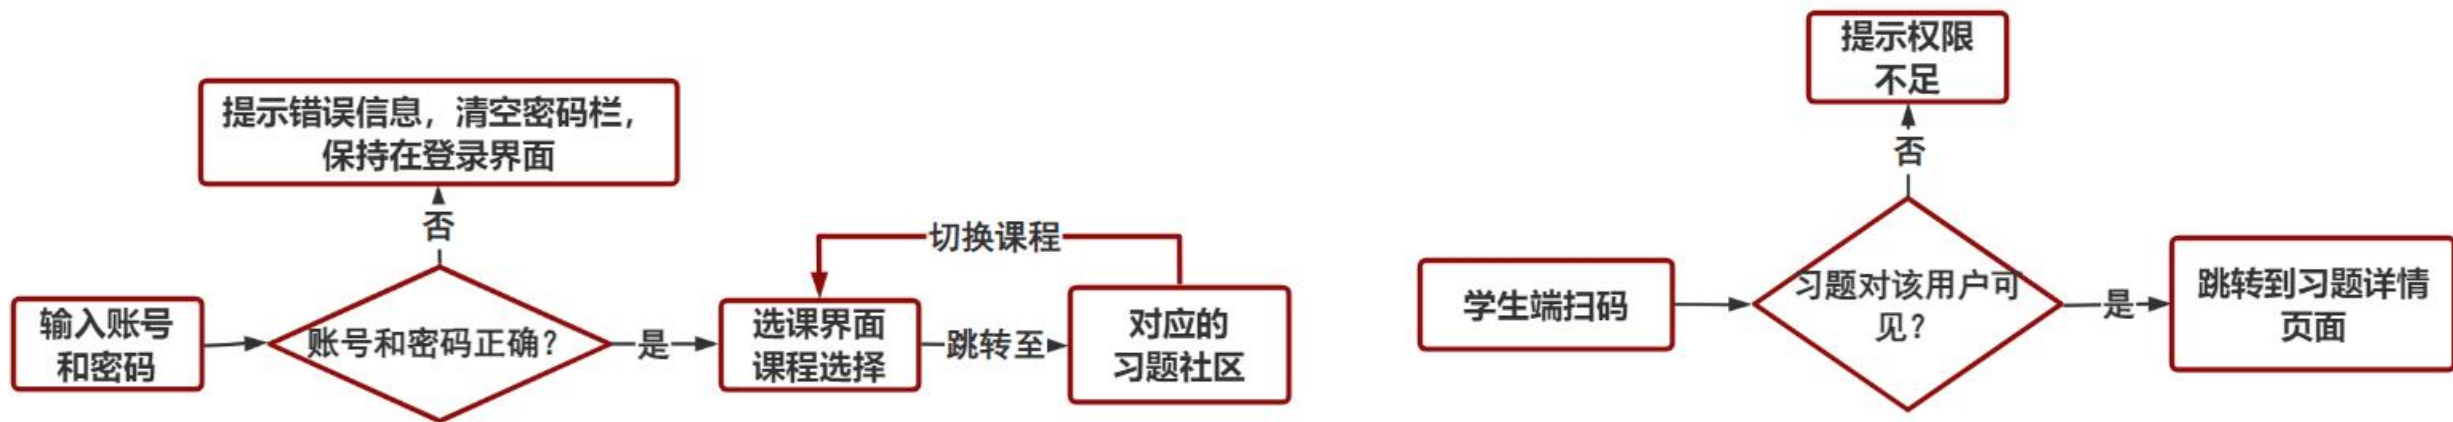 提示错误信息，清空密码栏，
保持在登录界面
否
输入账号
和密码
账号和密码正确？
是
选课界面
课程选择
切换课程
跳转至
对应的
习题社区
提示权限
不足
否
学生端扫码
习题对该用户可
见？
是
跳转到习题详情
页面